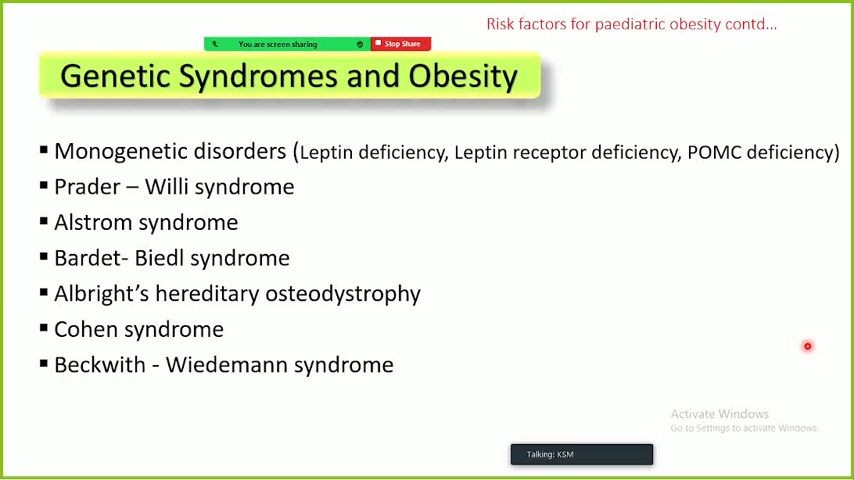 Risk factors for paediatric obesity contd...
You are screen sharing
Stop Share
Genetic Syndromes and Obesity
▪ Monogenetic disorders (Leptin deficiency, Leptin receptor deficiency, POMC deficiency)
▪ Prader – Willi syndrome
▪ Alstrom syndrome
▪ Bardet- Biedl syndrome
▪ Albright’s hereditary osteodystrophy
▪ Cohen syndrome
▪ Beckwith - Wiedemann syndrome
Activate Windows
Go to Settings to activate Windows.
Talking: KSM